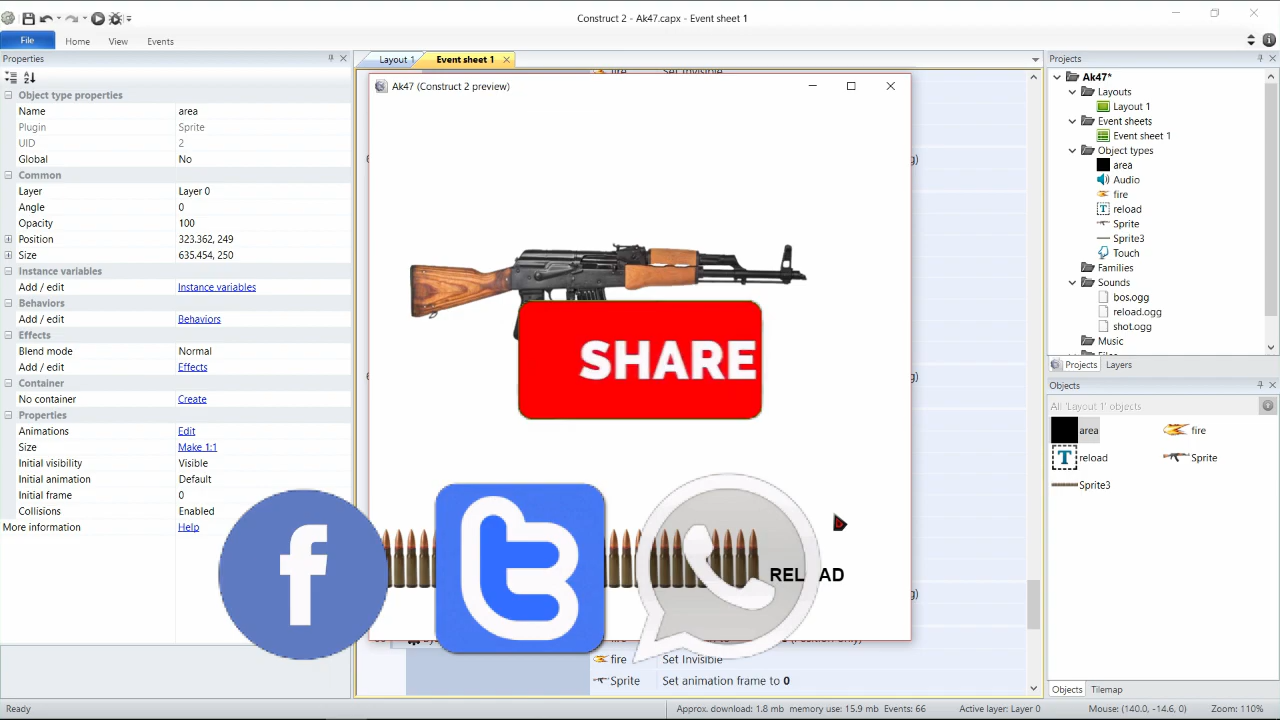 Construct 2 - Ak47.capx - Event sheet 1
File Home View Events
Properties
Layout 1 Event sheet 1
Projects
Object type properties
Name area
Plugin Sprite
UID 2
Global No
Common
Layer Layer 0
Angle 0
Opacity 100
Position 323.362, 249
Size 635.454, 250
Instance variables
Add / edit Instance variables
Behaviors
Add / edit Behaviors
Effects
Blend mode Normal
Add / edit Effects
Container
No container Create
Properties
Animations Edit
Size Make 1:1
Initial visibility Visible
Initial animation Default
Initial frame 0
Collisions Enabled
More information Help
fire Set Invisible
Ak47 (Construct 2 preview)
SHARE
RELOAD
fire Set Invisible
Sprite Set animation frame to 0
Ak47*
Layouts
Layout 1
Event sheets
Event sheet 1
Object types
area
Audio
fire
reload
Sprite
Sprite3
Touch
Families
Sounds
bos.ogg
reload.ogg
shot.ogg
Music
Projects Layers
Objects
All 'Layout 1' objects
area fire
reload Sprite
Sprite3
Objects Tilemap
Ready
Approx. download: 1.8 mb memory use: 15.9 mb Events: 66 Active layer: Layer 0 Mouse: (140.0, -14.6, 0) Zoom: 110%